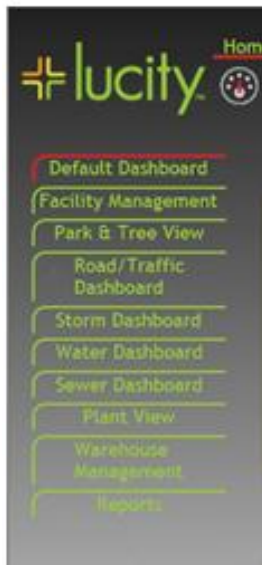 Hom
lucity™
Default Dashboard
Facility Management
Park & Tree View
Road/Traffic
Dashboard
Storm Dashboard
Water Dashboard
Sewer Dashboard
Plant View
Warehouse
Management
Reports